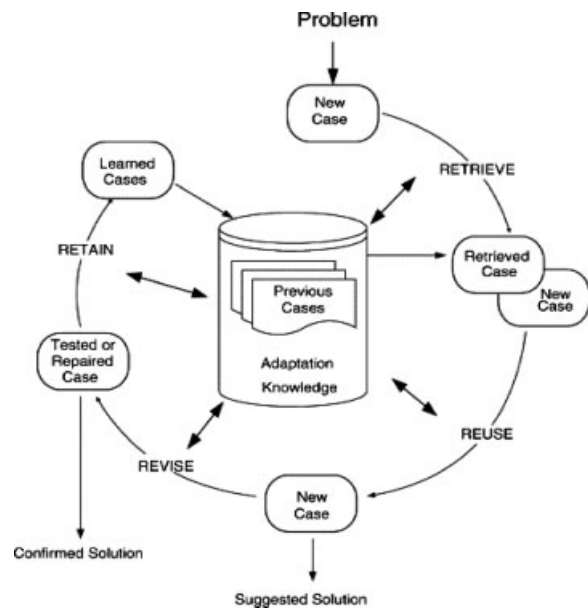 Problem
New
Case
RETRIEVE
Learned
Cases
RETAIN
Retrieved
Case
New
Case
Previous
Cases
Adaptation
Knowledge
Tested or
Repaired
Case
REUSE
REVISE
New
Case
Confirmed Solution
Suggested Solution